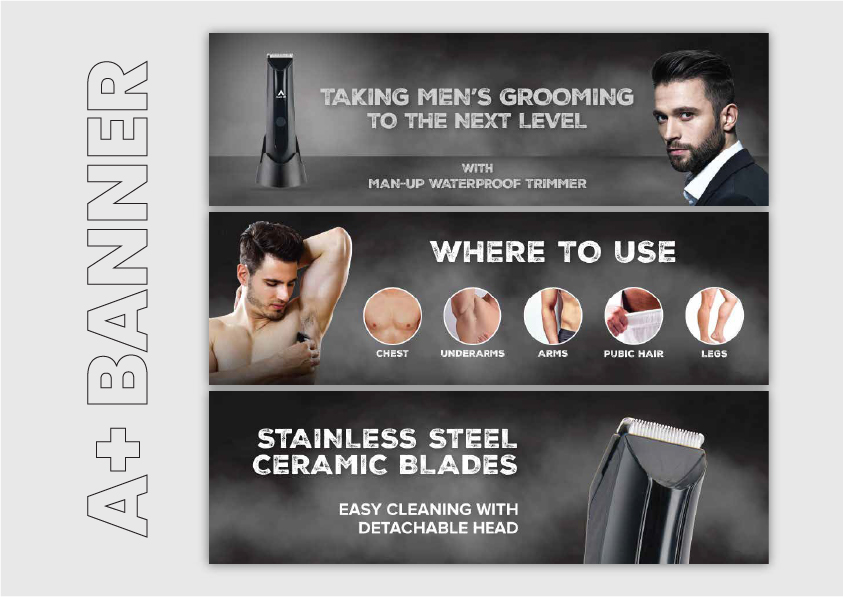 A+ BANNER
TAKING MEN'S GROOMING
TO THE NEXT LEVEL
WITH
MAN-UP WATERPROOF TRIMMER
WHERE TO USE
CHEST
UNDERARMS
ARMS
PUBIC HAIR
LEGS
STAINLESS STEEL
CERAMIC BLADES
EASY CLEANING WITH
DETACHABLE HEAD